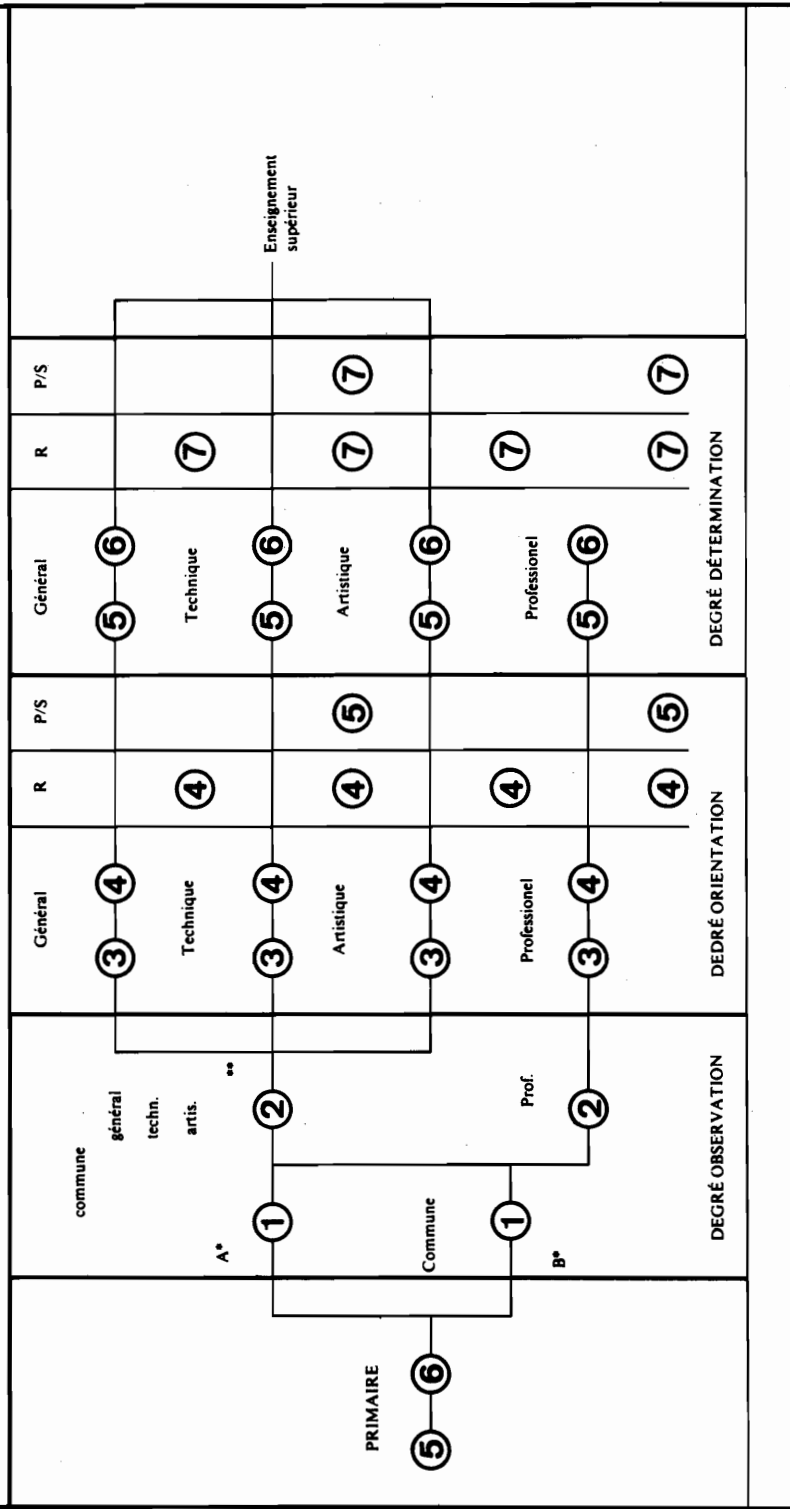 PRIMAIRE
5 6
commune
général
techn.
artis.
**
A*
1
2
Commune
Prof.
B*
1
2
DEGRÉ OBSERVATION
Général
R
P/S
3 4
Technique
4
3 4
Artistique
4
5
3 4
Professionel
4
3 4
4
5
DEDRÉ ORIENTATION
Général
R
P/S
5 6
Technique
7
5 6
Artistique
7
7
5 6
Professionel
7
5 6
7
7
DEGRÉ DÉTERMINATION
Enseignement
supérieur